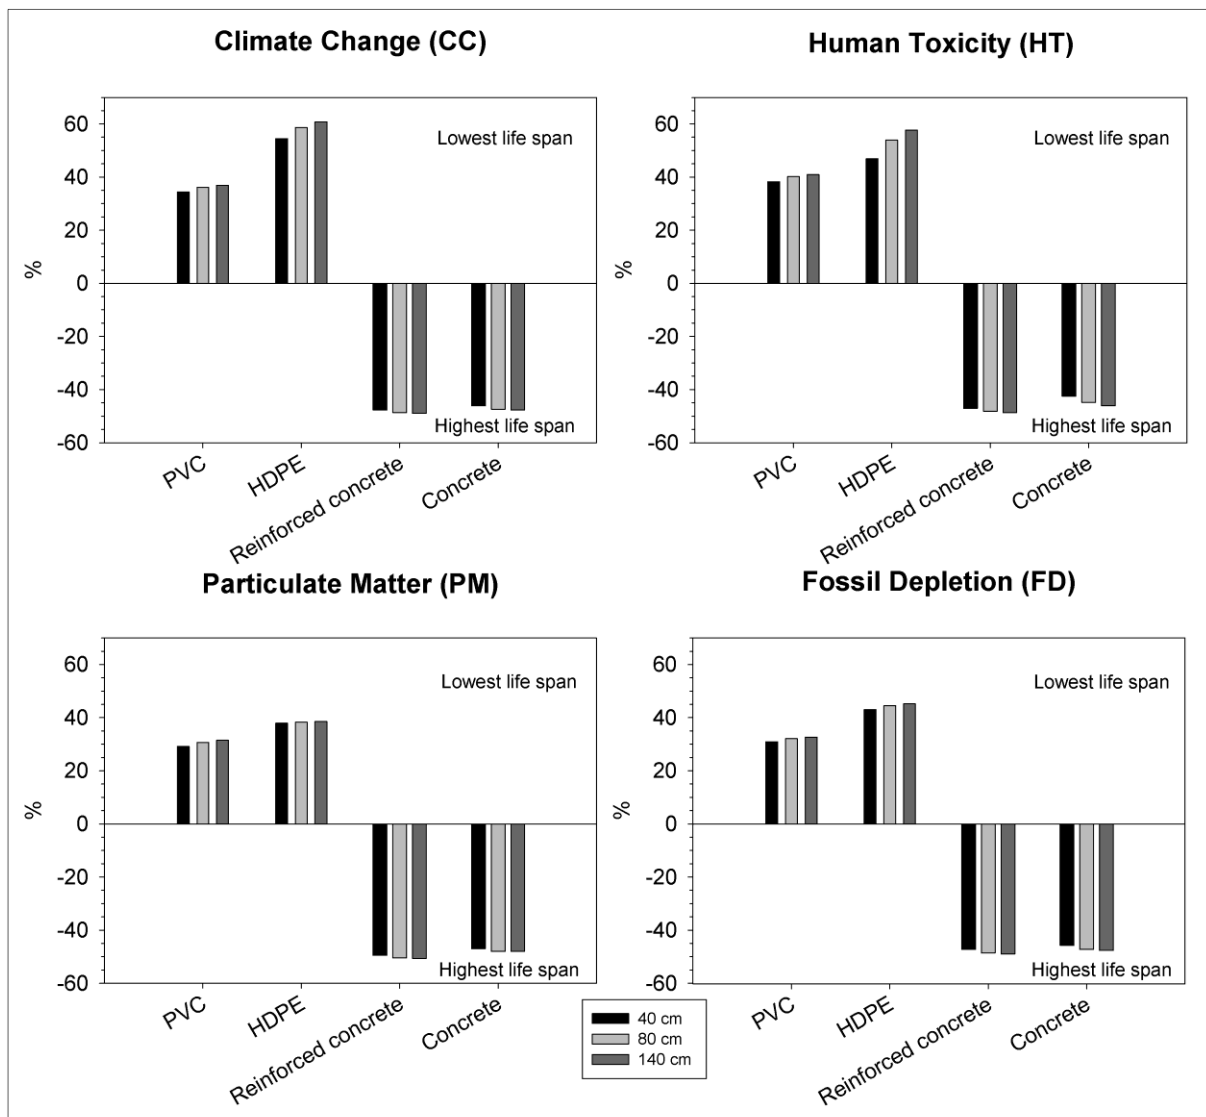 Climate Change (CC)
60
40
20
0
-20
-40
-60
%
Lowest life span
Highest life span
PVC
HDPE
Reinforced concrete
Concrete
Human Toxicity (HT)
60
40
20
0
-20
-40
-60
%
Lowest life span
Highest life span
PVC
HDPE
Reinforced concrete
Concrete
Particulate Matter (PM)
60
40
20
0
-20
-40
-60
%
Lowest life span
Highest life span
PVC
HDPE
Reinforced concrete
Concrete
Fossil Depletion (FD)
60
40
20
0
-20
-40
-60
%
Lowest life span
Highest life span
PVC
HDPE
Reinforced concrete
Concrete
40 cm
80 cm
140 cm